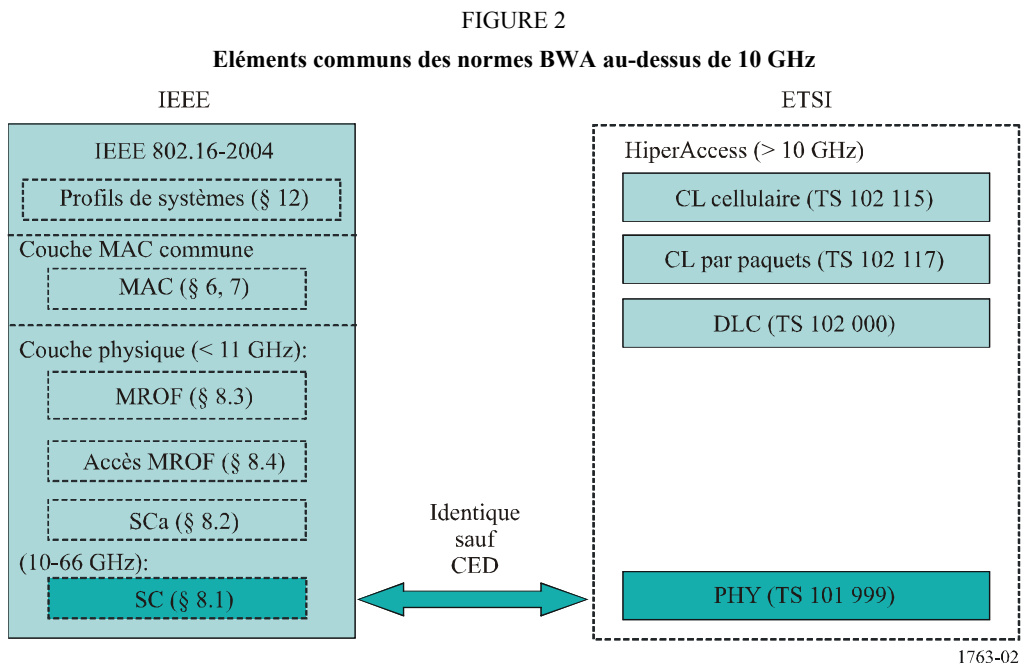 FIGURE 2
Eléments communs des normes BWA au-dessus de 10 GHz
IEEE
IEEE 802.16-2004
Profils de systèmes (§ 12)
Couche MAC commune
MAC (§ 6, 7)
Couche physique (< 11 GHz):
MROF (§ 8.3)
Accès MROF (§ 8.4)
SCa (§ 8.2)
(10-66 GHz):
SC (§ 8.1)
Identique
sauf
CED
ETSI
HiperAccess (> 10 GHz)
CL cellulaire (TS 102 115)
CL par paquets (TS 102 117)
DLC (TS 102 000)
PHY (TS 101 999)
1763-02